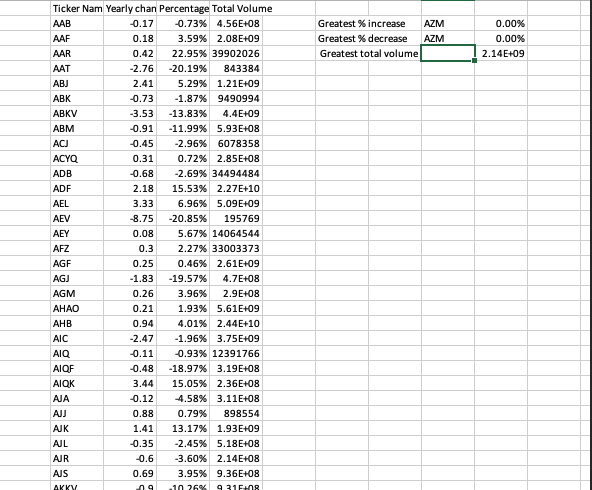 Ticker Nam Yearly chan Percentage Total Volume
AAB -0.17 -0.73% 4.56E+08 Greatest % increase AZM 0.00%
AAF 0.18 3.59% 2.08E+09 Greatest % decrease AZM 0.00%
AAR 0.42 22.95% 39902026 Greatest total volume 2.14E+09
AAT -2.76 -20.19% 843384
ABJ 2.41 5.29% 1.21E+09
ABK -0.73 -1.87% 9490994
ABKV -3.53 -13.83% 4.4E+09
ABM -0.91 -11.99% 5.93E+08
ACJ -0.45 -2.96% 6078358
ACYQ 0.31 0.72% 2.85E+08
ADB -0.68 -2.69% 34494484
ADF 2.18 15.53% 2.27E+10
AEL 3.33 6.96% 5.09E+09
AEV -8.75 -20.85% 195769
AEY 0.08 5.67% 14064544
AFZ 0.3 2.27% 33003373
AGF 0.25 0.46% 2.61E+09
AGJ -1.83 -19.57% 4.7E+08
AGM 0.26 3.96% 2.9E+08
AHAO 0.21 1.93% 5.61E+09
AHB 0.94 4.01% 2.44E+10
AIC -2.47 -1.96% 3.75E+09
AIQ -0.11 -0.93% 12391766
AIQF -0.48 -18.97% 3.19E+08
AIQK 3.44 15.05% 2.36E+08
AJA -0.12 -4.58% 3.11E+08
AJJ 0.88 0.79% 898554
AJK 1.41 13.17% 1.93E+09
AJL -0.35 -2.45% 5.18E+08
AJR -0.6 -3.60% 2.14E+08
AJS 0.69 3.95% 9.36E+08
AKKV -0.9 -10.26% 9.31E+08